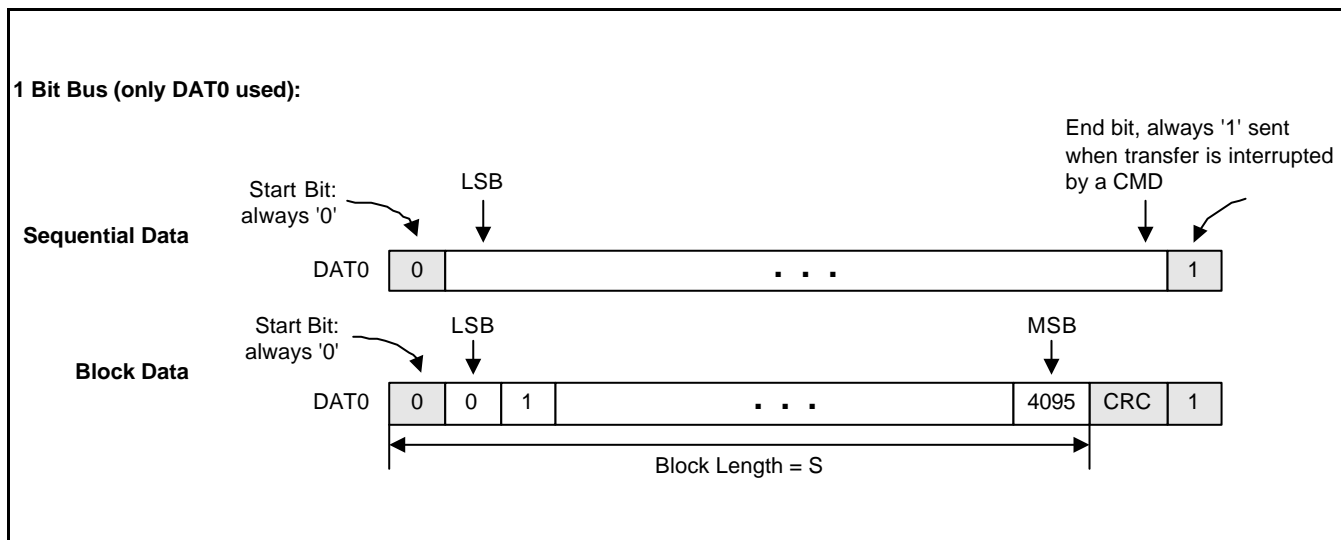 1 Bit Bus (only DAT0 used):
End bit, always '1' sent
when transfer is interrupted
by a CMD
Start Bit:
always '0'
LSB
Sequential Data
DAT0 0 . . . 1
Start Bit:
always '0'
LSB
MSB
Block Data
DAT0 0 0 1 . . . 4095 CRC 1
Block Length = S